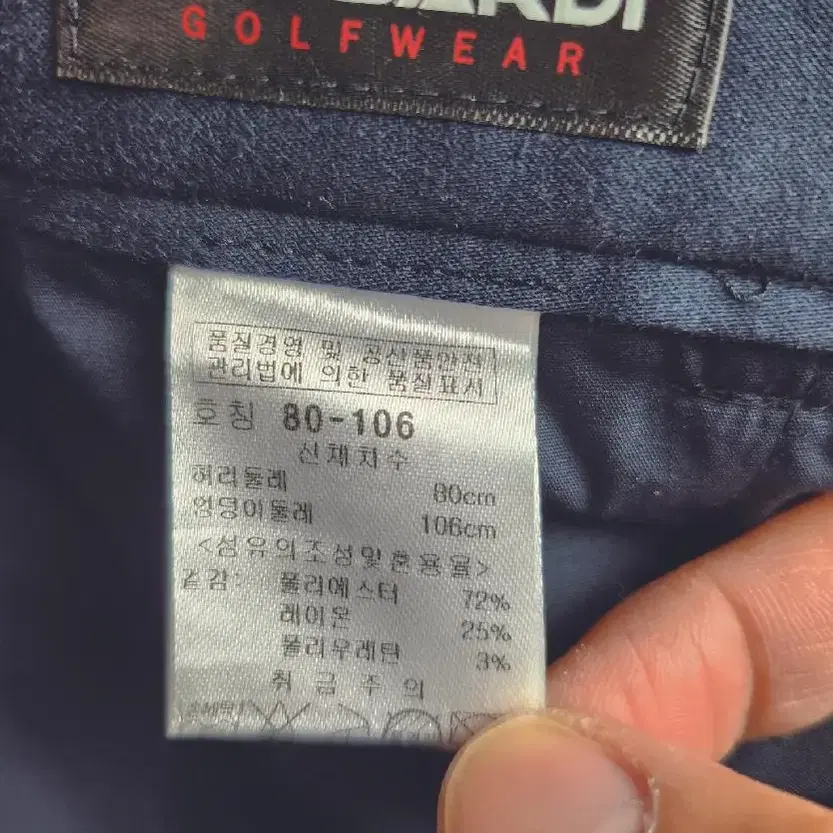 GOLFWEAR
품질경영 및 공산품안전
관리법에 의한 품질표시
호칭 80-106
신체치수
허리둘레 80cm
엉덩이둘레 106cm
<섬유의조성및혼용율>
겉감: 폴리에스터 72%
레이온 25%
폴리우레탄 3%
취급주의